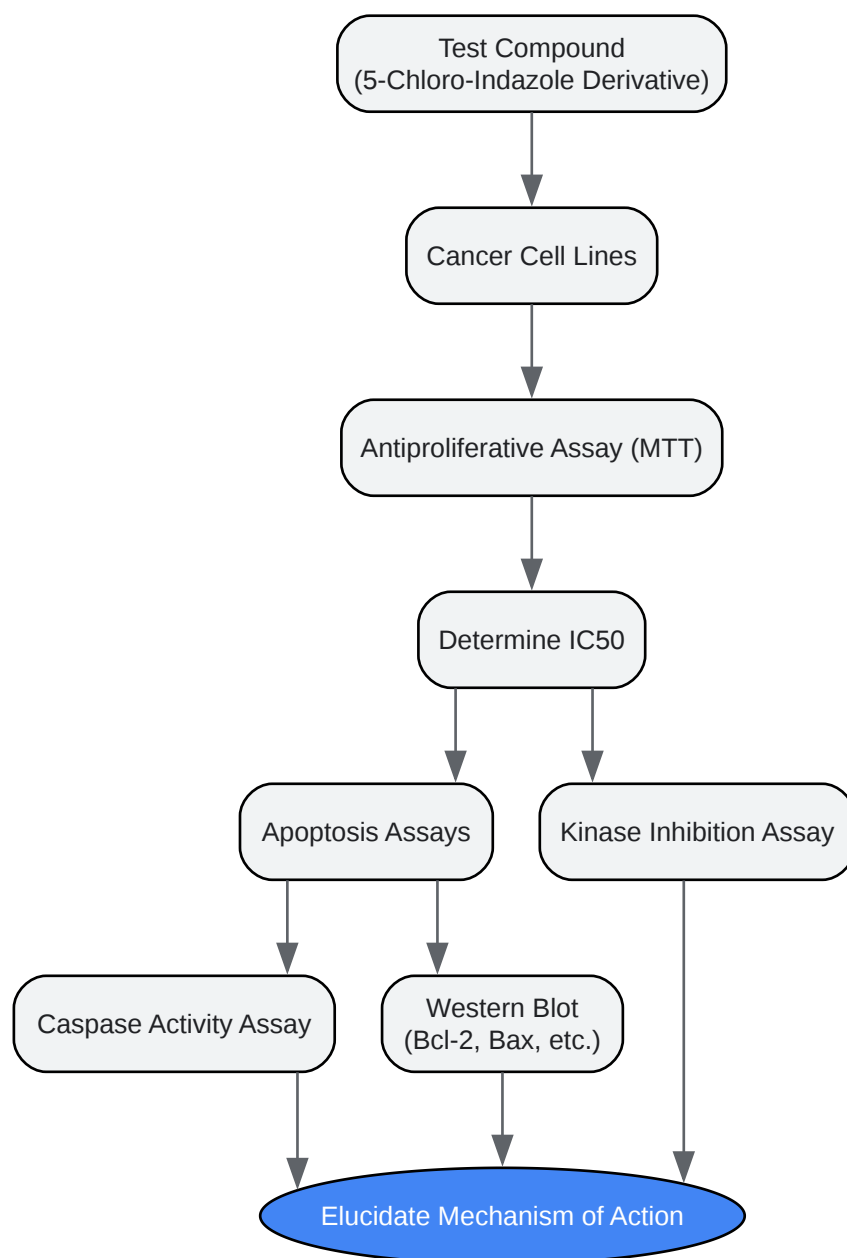 Test Compound
(5-Chloro-Indazole Derivative)
Cancer Cell Lines
Antiproliferative Assay (MTT)
Determine IC50
Apoptosis Assays
Kinase Inhibition Assay
Caspase Activity Assay
Western Blot
(Bcl-2, Bax, etc.)
Elucidate Mechanism of Action